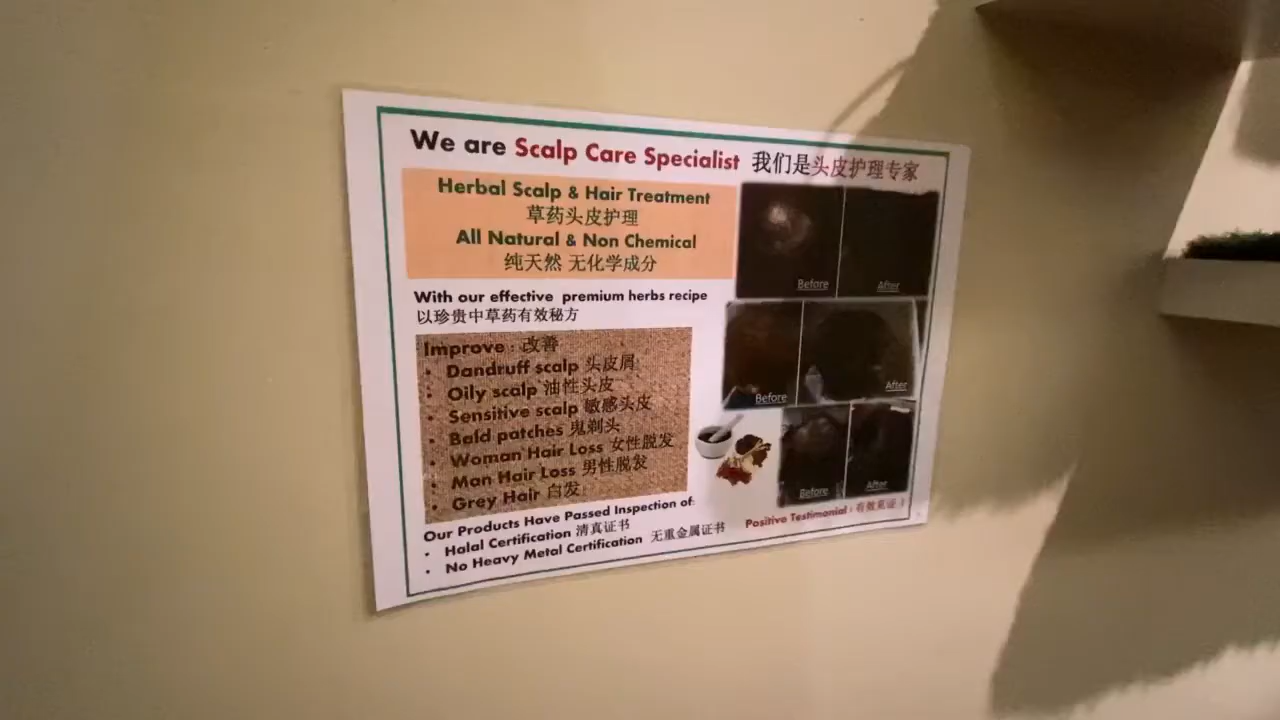 We are Scalp Care Specialist 我们是头皮护理专家
Herbal Scalp & Hair Treatment
草药头皮护理
All Natural & Non Chemical
纯天然 无化学成分
With our effective premium herbs recipe
以珍贵中草药有效秘方
Improve : 改善
• Dandruff scalp 头皮屑
• Oily scalp 油性头皮
• Sensitive scalp 敏感头皮
• Bald patches 鬼剃头
• Woman Hair Loss 女性脱发
• Man Hair Loss 男性脱发
• Grey Hair 白发
Our Products Have Passed Inspection of:
• Halal Certification 清真证书
• No Heavy Metal Certification 无重金属证书
Before After
Before After
Before After
Positive Testimonial ( 有效见证 )